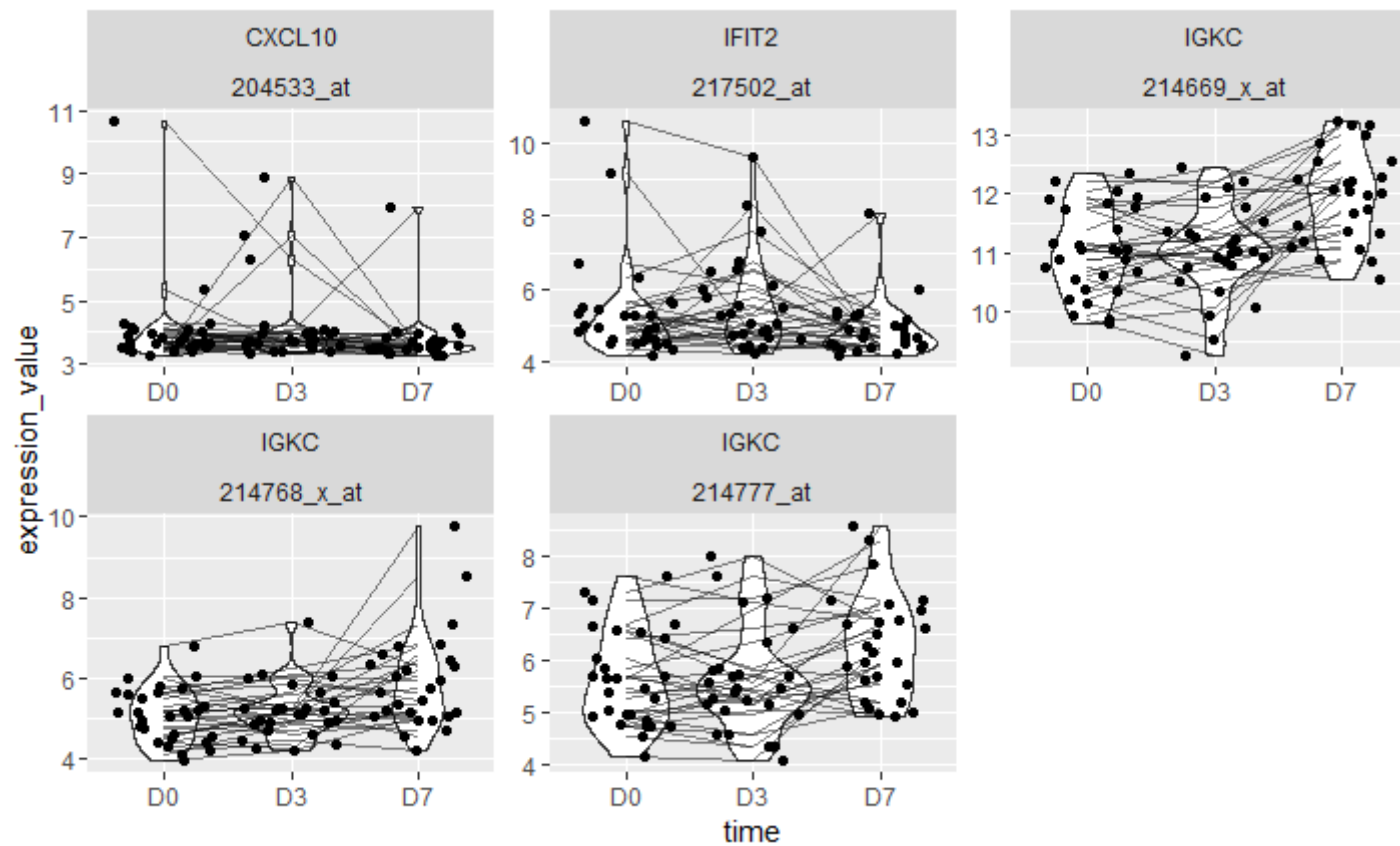 CXCL10
204533_at
IFIT2
217502_at
IGKC
214669_x_at
11
9
7
5
3
D0 D3 D7
10
8
6
4
D0 D3 D7
13
12
11
10
D0 D3 D7
expression_value
IGKC
214768_x_at
IGKC
214777_at
10
8
6
4
D0 D3 D7
8
7
6
5
4
D0 D3 D7
time